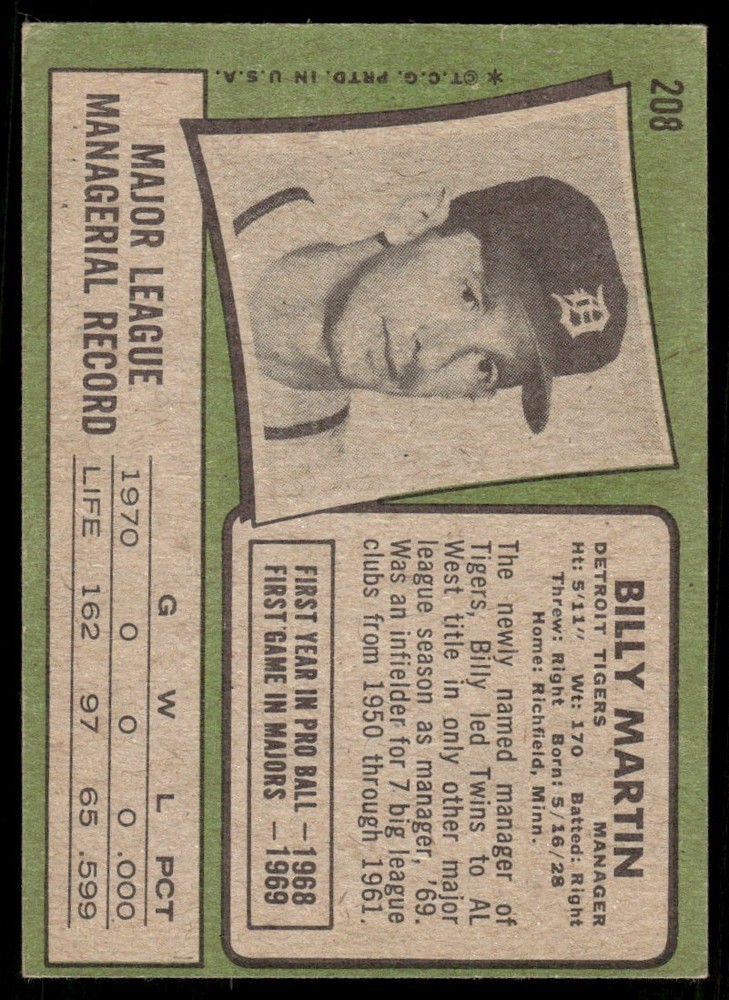 208
BILLY MARTIN
DETROIT TIGERS MANAGER
Ht: 5'11" Wt: 170 Batted: Right
Threw: Right Born: 5/16/28
Home: Richfield, Minn.
The newly named manager of
Tigers, Billy led Twins to AL
West title in only other major
league season as manager, '69.
Was an infielder for 7 big league
clubs from 1950 through 1961.
FIRST YEAR IN PRO BALL — 1968
FIRST GAME IN MAJORS — 1969
MAJOR LEAGUE
MANAGERIAL RECORD
G W L PCT
1970 0 0 0 .000
LIFE 162 97 65 .599
*©T.C.G. PRTD. IN U.S.A.